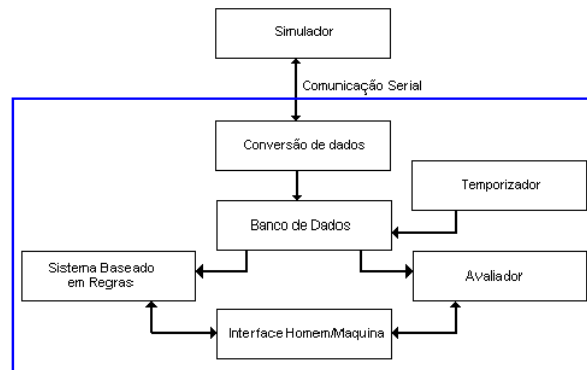 Simulador
Comunicação Serial
Conversão de dados
Temporizador
Banco de Dados
Sistema Baseado
em Regras
Avaliador
Interface Homem/Maquina